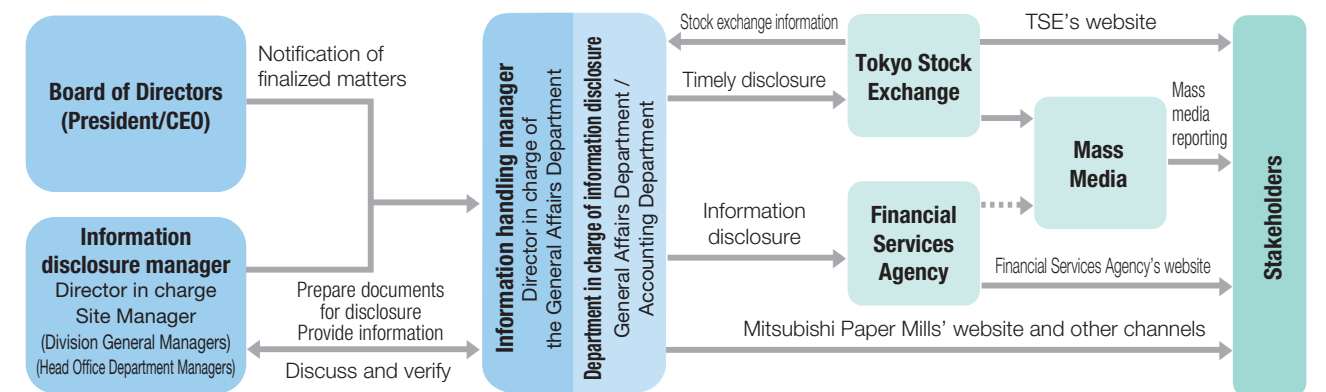 Board of Directors
(President/CEO)
Notification of
finalized matters
Information
disclosure manager
Director in charge
Site Manager
(Division General Managers)
(Head Office Department Managers)
Prepare documents
for disclosure
Provide information
Discuss and verify
Information handling manager
Director in charge of
the General Affairs Department
Department in charge of information disclosure
General Affairs Department /
Accounting Department
Stock exchange information
Timely disclosure
Tokyo Stock
Exchange
TSE's website
Mass
Media
Mass
media
reporting
Information
disclosure
Financial
Services
Agency
Financial Services Agency's website
Mitsubishi Paper Mills' website and other channels
Stakeholders